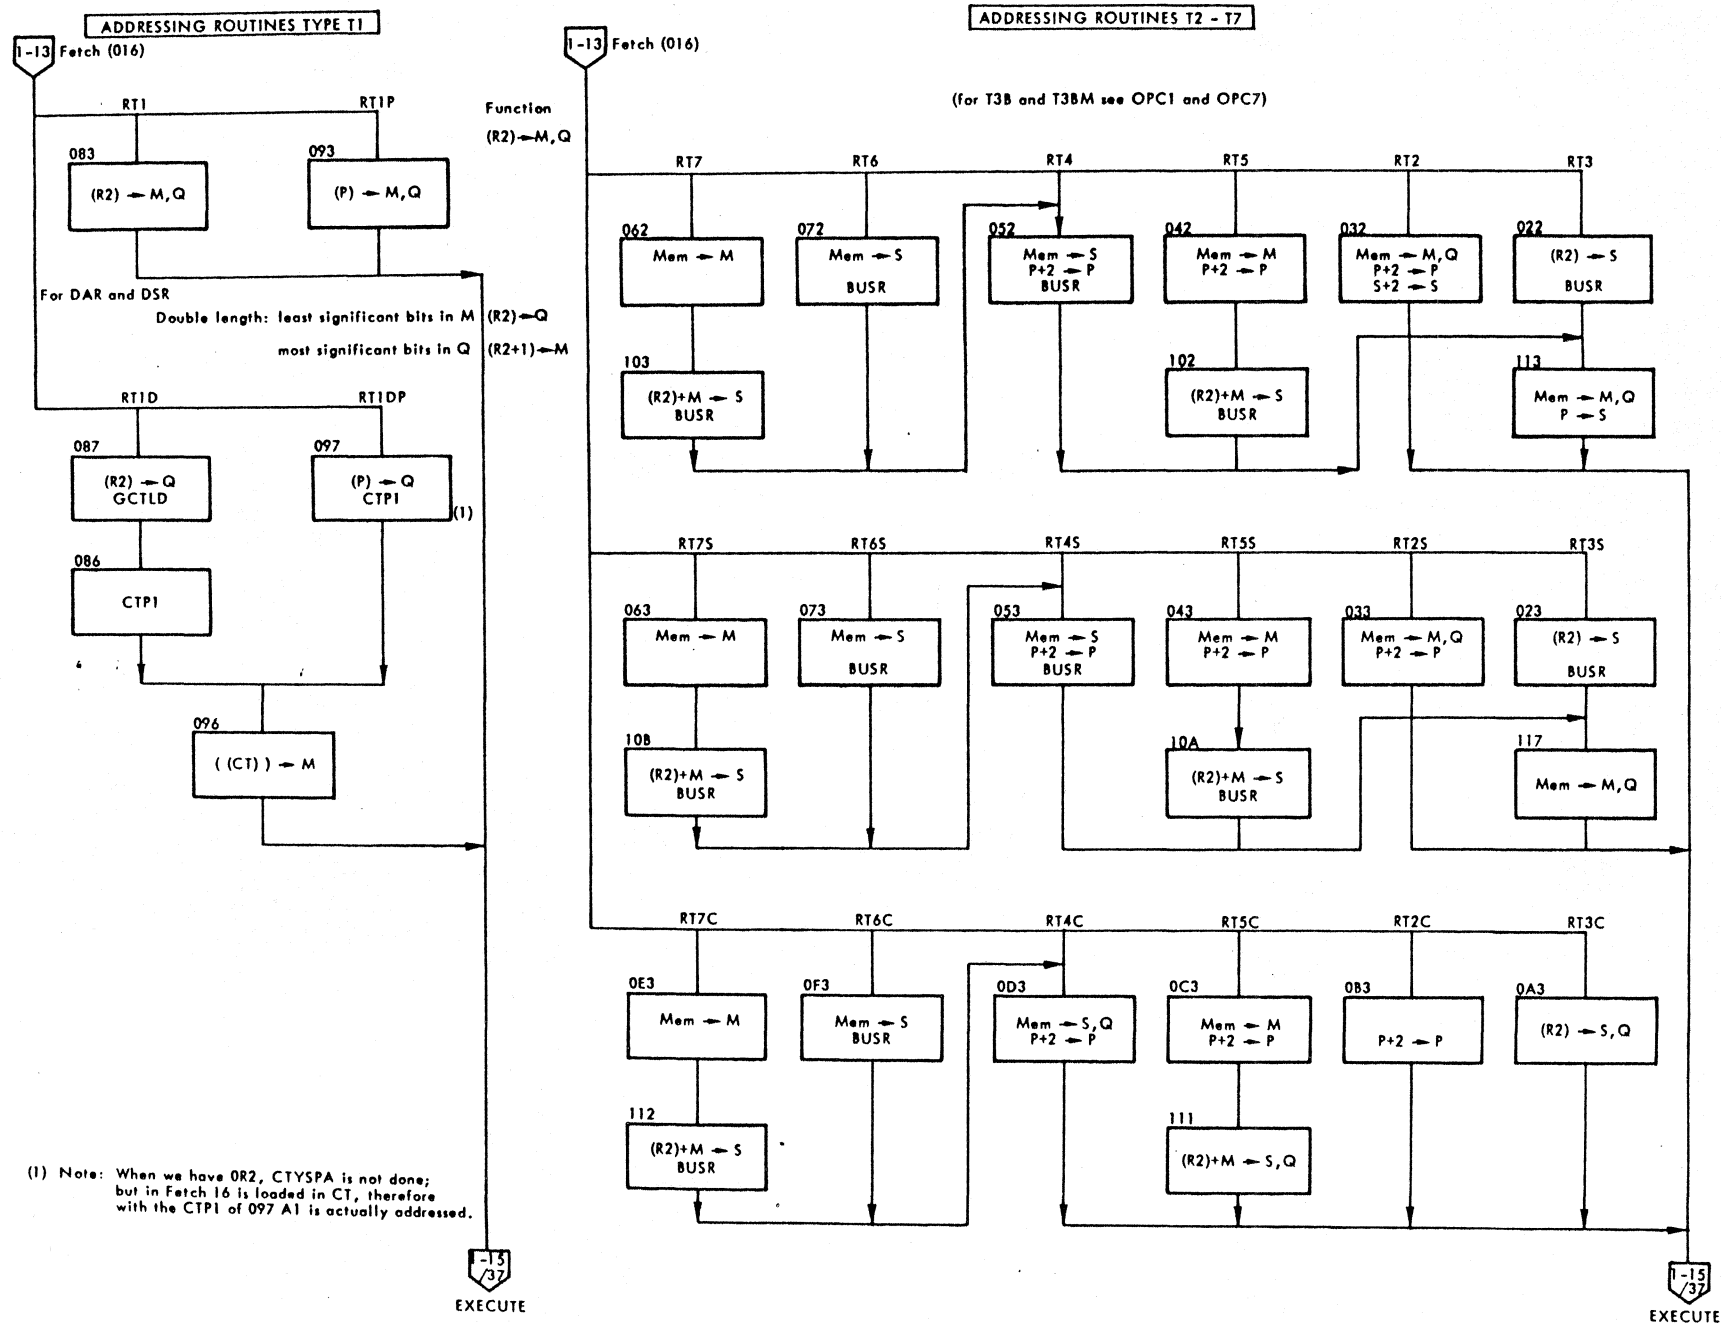 ADDRESSING ROUTINES TYPE T1
1-13 Fetch (016)
RT1 RT1P
083
(R2) → M,Q
093
(P) → M,Q
For DAR and DSR
Double length: least significant bits in M
most significant bits in Q
Function
(R2)→M,Q
(R2)→Q
(R2+1)→M
RT1D RT1DP
087
(R2) → Q
GCTLD
097
(P) → Q
CTP1
(1)
086
CTP1
096
((CT)) → M
(1) Note: When we have 0R2, CTYSPA is not done;
but in Fetch 16 is loaded in CT, therefore
with the CTP1 of 097 A1 is actually addressed.
1-15
/37
EXECUTE
ADDRESSING ROUTINES T2 - T7
1-13 Fetch (016)
(for T3B and T3BM see OPC1 and OPC7)
RT7 RT6 RT4 RT5 RT2 RT3
062
Mem → M
072
Mem → S
BUSR
052
Mem → S
P+2 → P
BUSR
042
Mem → M
P+2 → P
032
Mem → M,Q
P+2 → P
S+2 → S
022
(R2) → S
BUSR
103
(R2)+M → S
BUSR
102
(R2)+M → S
BUSR
113
Mem → M,Q
P → S
RT7S RT6S RT4S RT5S RT2S RT3S
063
Mem → M
073
Mem → S
BUSR
053
Mem → S
P+2 → P
BUSR
043
Mem → M
P+2 → P
033
Mem → M,Q
P+2 → P
023
(R2) → S
BUSR
10B
(R2)+M → S
BUSR
10A
(R2)+M → S
BUSR
117
Mem → M,Q
RT7C RT6C RT4C RT5C RT2C RT3C
0E3
Mem → M
0F3
Mem → S
BUSR
0D3
Mem → S,Q
P+2 → P
0C3
Mem → M
P+2 → P
0B3
P+2 → P
0A3
(R2) → S,Q
112
(R2)+M → S
BUSR
111
(R2)+M → S,Q
1-15
/37
EXECUTE